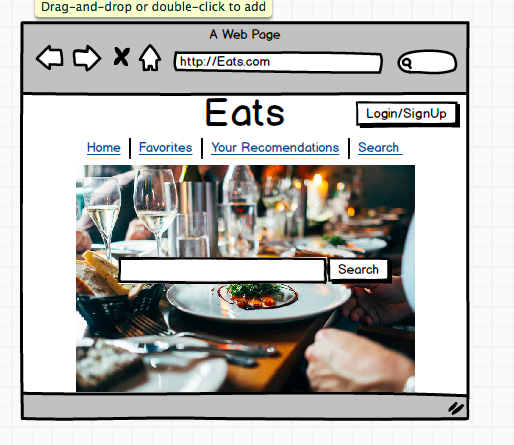 Drag-and-drop or double-click to add
A Web Page
http://Eats.com
Eats
Login/SignUp
Home
Favorites
Your Recomendations
Search
Search